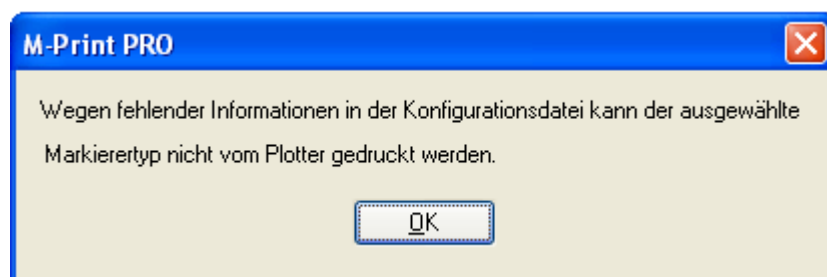 M-Print PRO
Wegen fehlender Informationen in der Konfigurationsdatei kann der ausgewählte
Markierertyp nicht vom Plotter gedruckt werden.
OK